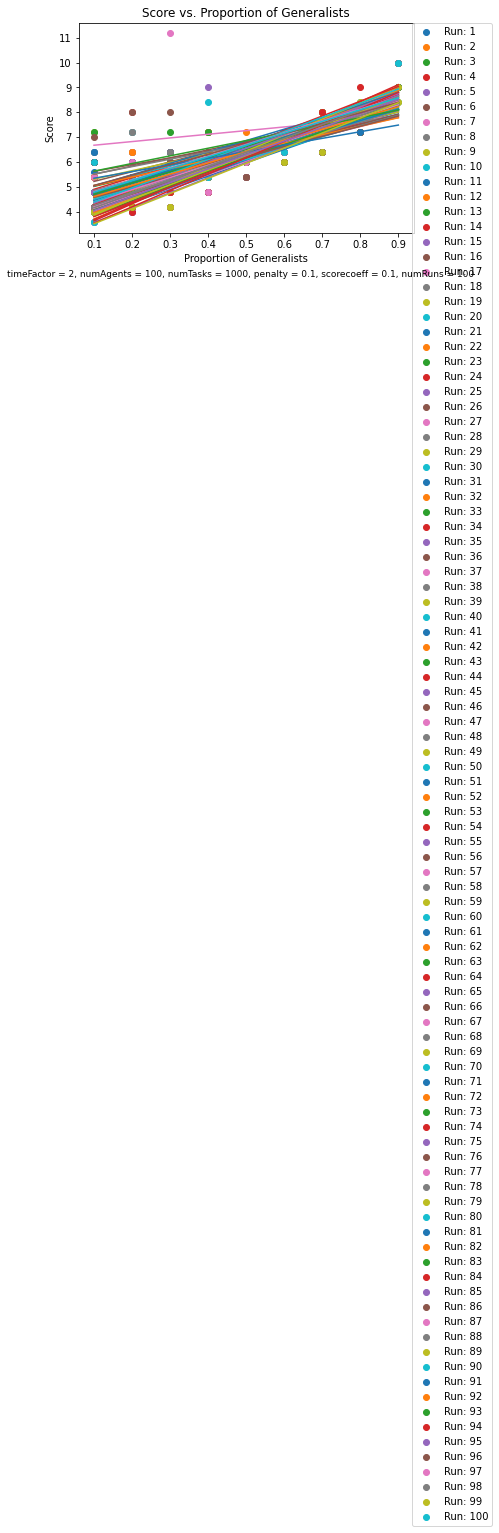 Score vs. Proportion of Generalists
Score
11
10
9
8
7
6
5
4
0.1 0.2 0.3 0.4 0.5 0.6 0.7 0.8 0.9
Proportion of Generalists
timeFactor = 2, numAgents = 100, numTasks = 1000, penalty = 0.1, scorecoeff = 0.1, numRuns = 100
Run: 1
Run: 2
Run: 3
Run: 4
Run: 5
Run: 6
Run: 7
Run: 8
Run: 9
Run: 10
Run: 11
Run: 12
Run: 13
Run: 14
Run: 15
Run: 16
Run: 17
Run: 18
Run: 19
Run: 20
Run: 21
Run: 22
Run: 23
Run: 24
Run: 25
Run: 26
Run: 27
Run: 28
Run: 29
Run: 30
Run: 31
Run: 32
Run: 33
Run: 34
Run: 35
Run: 36
Run: 37
Run: 38
Run: 39
Run: 40
Run: 41
Run: 42
Run: 43
Run: 44
Run: 45
Run: 46
Run: 47
Run: 48
Run: 49
Run: 50
Run: 51
Run: 52
Run: 53
Run: 54
Run: 55
Run: 56
Run: 57
Run: 58
Run: 59
Run: 60
Run: 61
Run: 62
Run: 63
Run: 64
Run: 65
Run: 66
Run: 67
Run: 68
Run: 69
Run: 70
Run: 71
Run: 72
Run: 73
Run: 74
Run: 75
Run: 76
Run: 77
Run: 78
Run: 79
Run: 80
Run: 81
Run: 82
Run: 83
Run: 84
Run: 85
Run: 86
Run: 87
Run: 88
Run: 89
Run: 90
Run: 91
Run: 92
Run: 93
Run: 94
Run: 95
Run: 96
Run: 97
Run: 98
Run: 99
Run: 100